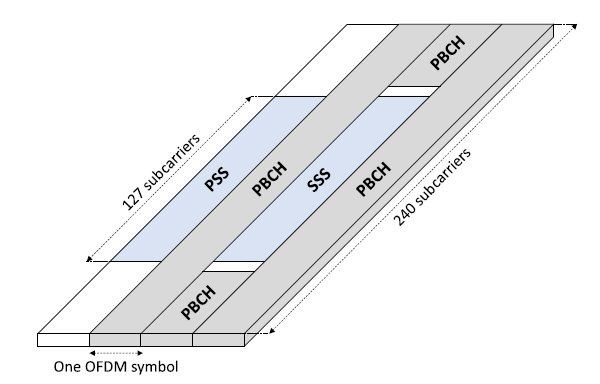 PBCH
127 subcarriers
PSS
PBCH
SSS
PBCH
240 subcarriers
PBCH
One OFDM symbol